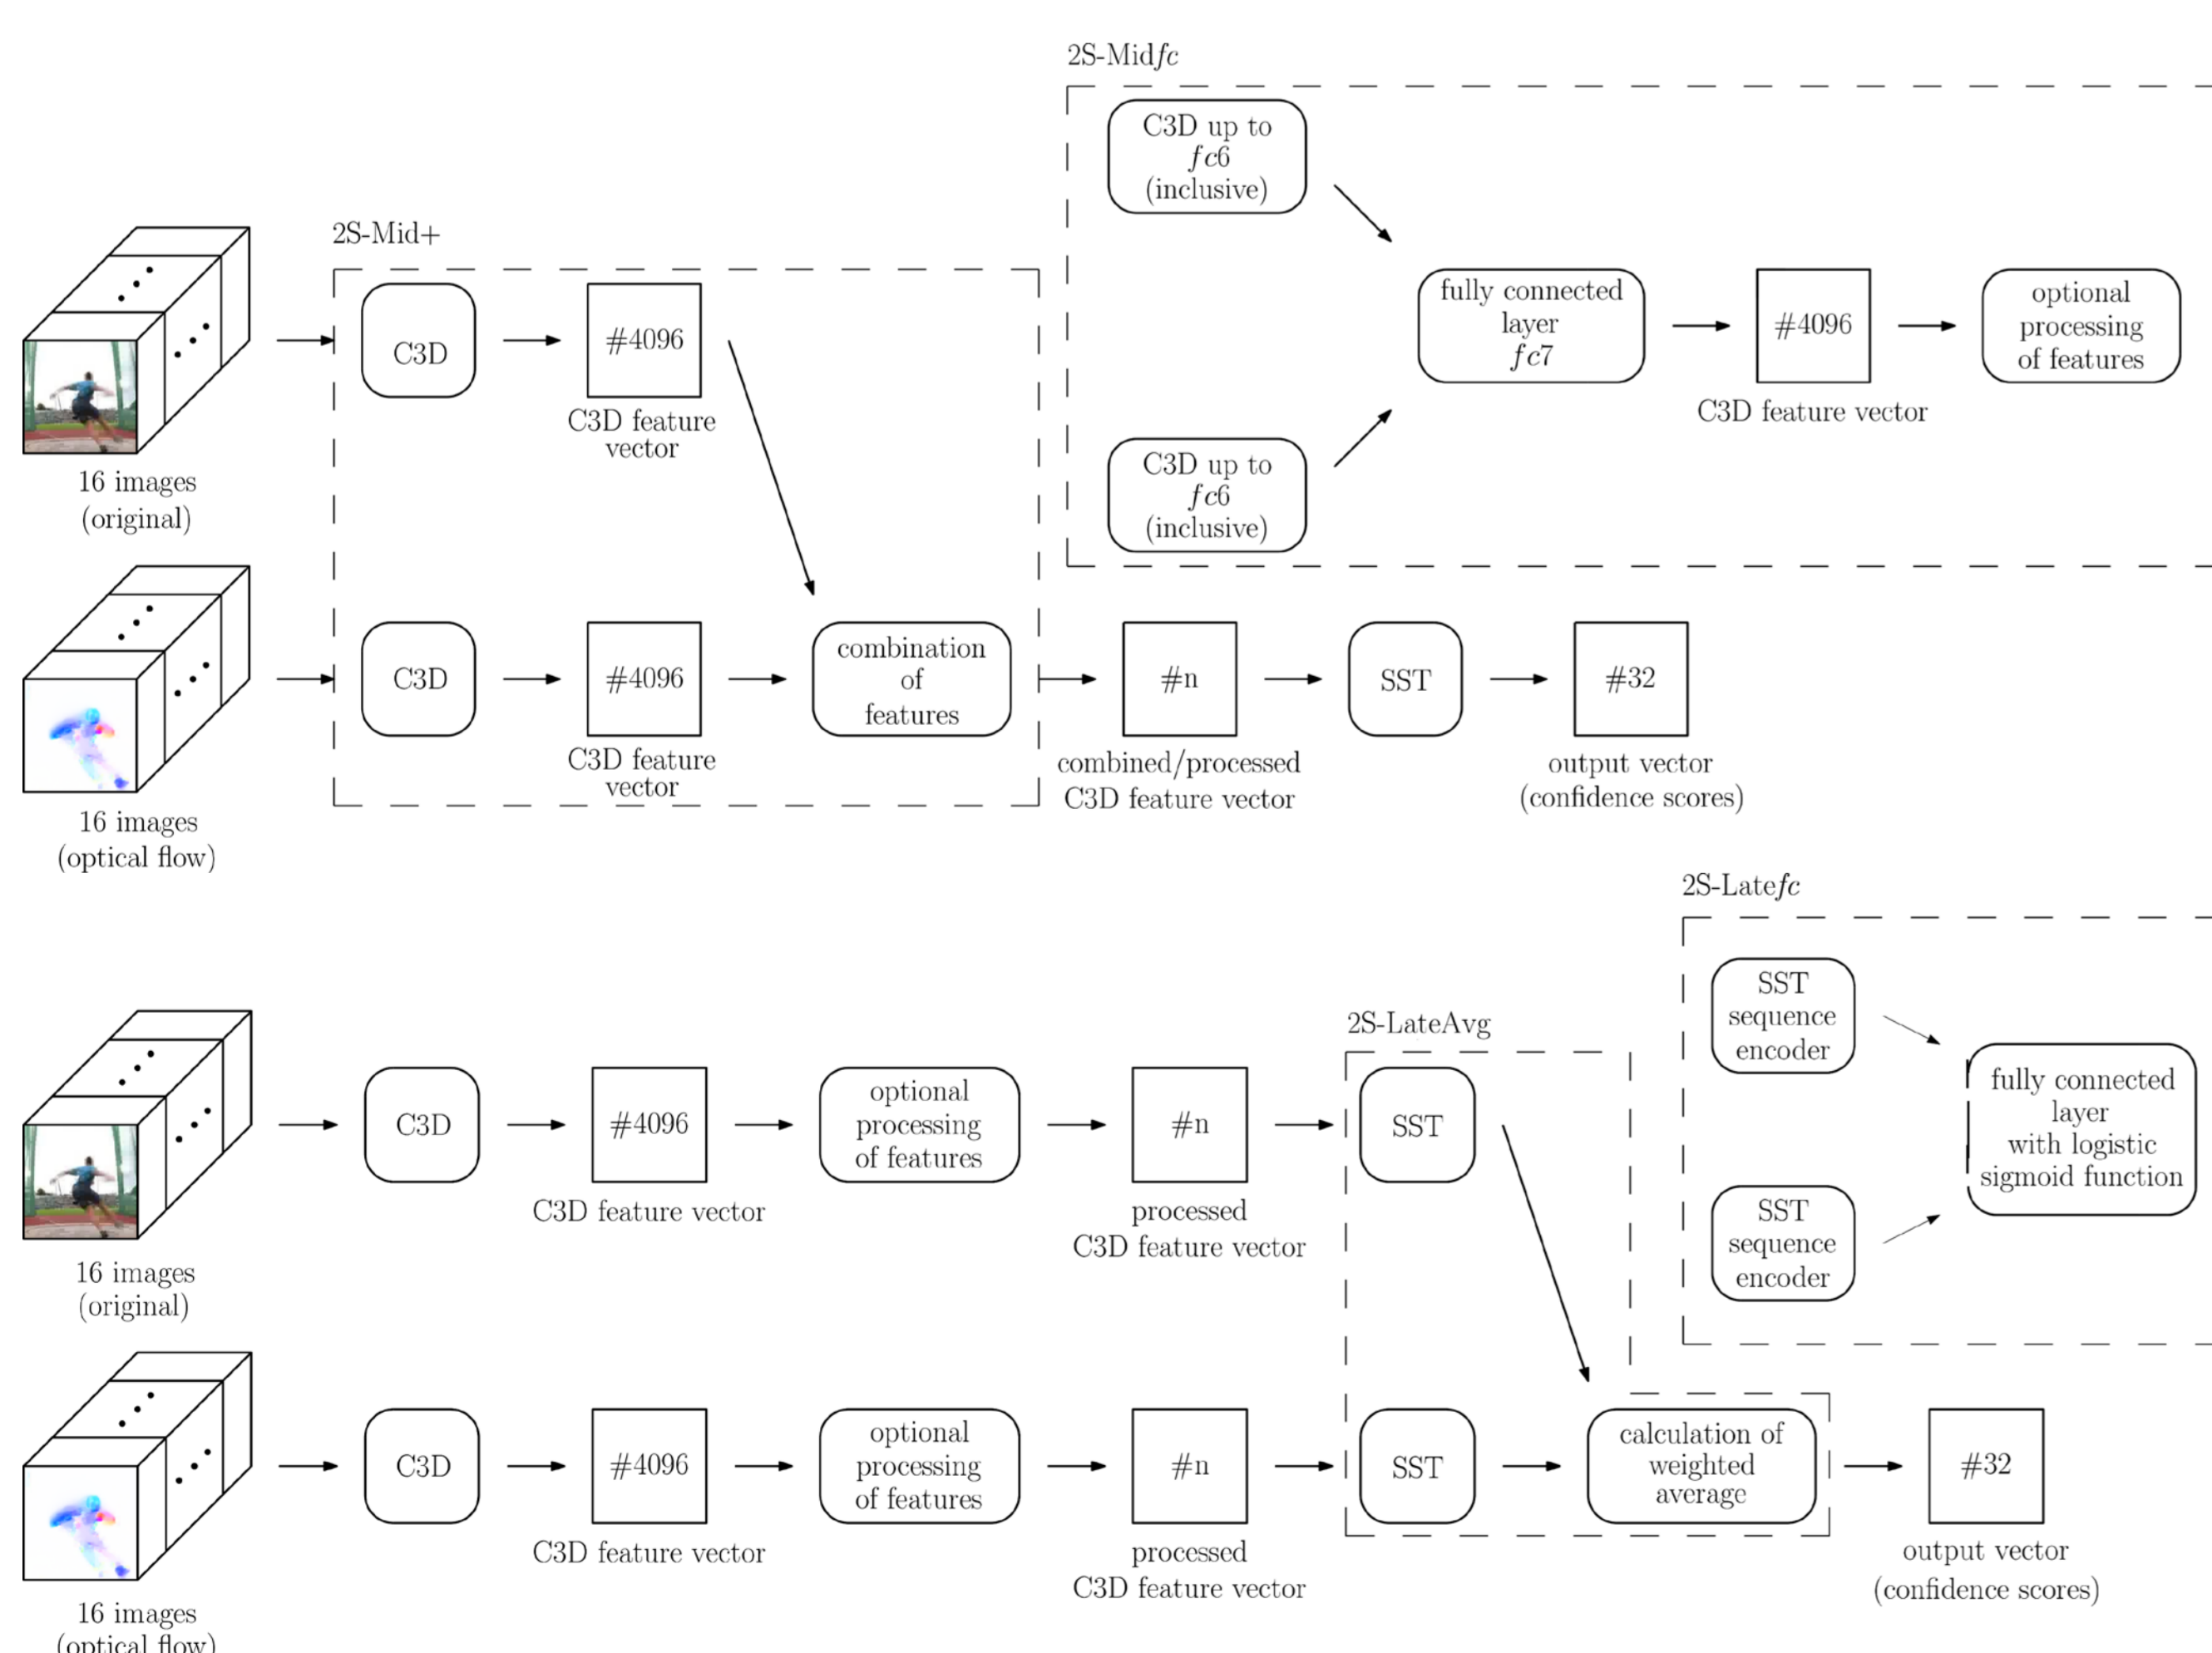 2S-Midfc
C3D up to
fc6
(inclusive)
fully connected
layer
fc7
#4096
C3D feature vector
optional
processing
of features
C3D up to
fc6
(inclusive)
2S-Mid+
C3D
#4096
C3D feature
vector
16 images
(original)
C3D
#4096
C3D feature
vector
combination
of
features
#n
combined/processed
C3D feature vector
SST
#32
output vector
(confidence scores)
16 images
(optical flow)
2S-Latefc
SST
sequence
encoder
fully connected
layer
with logistic
sigmoid function
SST
sequence
encoder
2S-LateAvg
C3D
#4096
C3D feature vector
optional
processing
of features
#n
processed
C3D feature vector
SST
16 images
(original)
C3D
#4096
C3D feature vector
optional
processing
of features
#n
processed
C3D feature vector
SST
calculation of
weighted
average
#32
output vector
(confidence scores)
16 images
(optical flow)